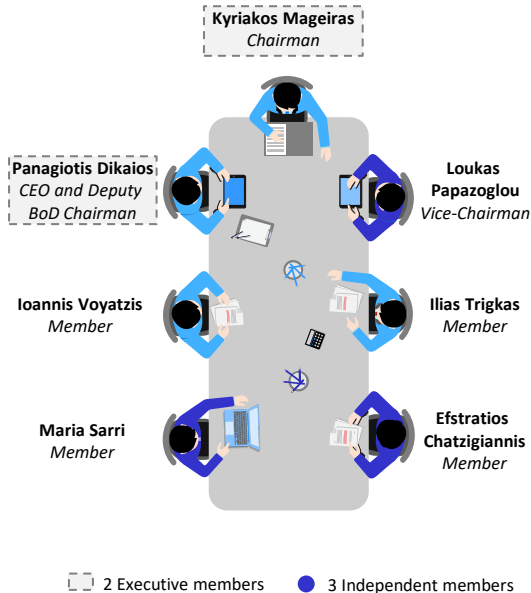 Kyriakos Mageiras
Chairman
Panagiotis Dikaios
CEO and Deputy
BoD Chairman
Loukas
Papazoglou
Vice-Chairman
Ioannis Voyatzis
Member
Ilias Trigkas
Member
Maria Sarri
Member
Efstratios
Chatzigiannis
Member
2 Executive members
3 Independent members